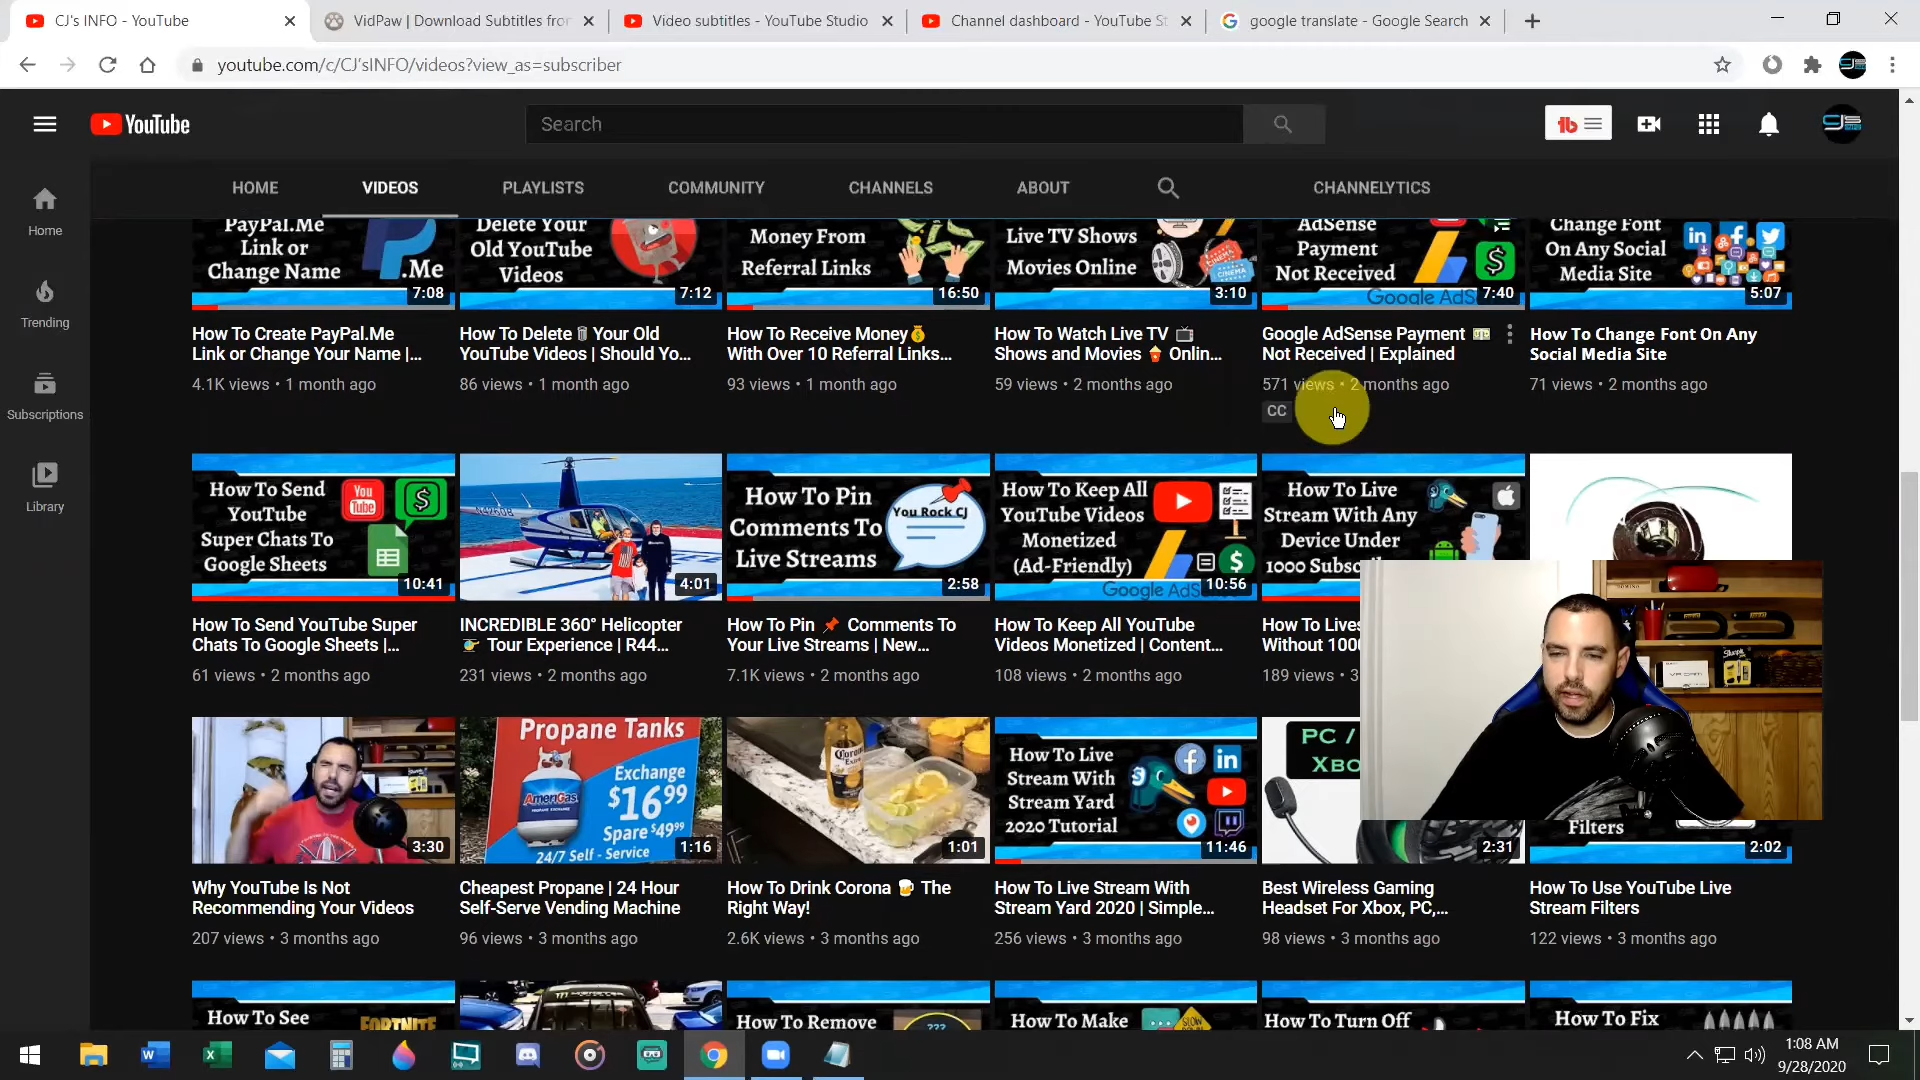 CJ's INFO - YouTube
VidPaw | Download Subtitles from
Video subtitles - YouTube Studio
Channel dashboard - YouTube St
google translate - Google Search
youtube.com/c/CJ'sINFO/videos?view_as=subscriber
YouTube
Search
HOME VIDEOS PLAYLISTS COMMUNITY CHANNELS ABOUT CHANNELYTICS
Home
Trending
Subscriptions
Library
PayPal.Me
Link or
Change Name
.Me
7:08
Delete Your
Old YouTube
Videos
7:12
Money From
Referral Links
16:50
Live TV Shows
Movies Online
3:10
AdSense
Payment
Not Received
7:40
Change Font
On Any Social
Media Site
5:07
How To Create PayPal.Me
Link or Change Your Name |...
4.1K views • 1 month ago
How To Delete 🗑 Your Old
YouTube Videos | Should Yo...
86 views • 1 month ago
How To Receive Money💰
With Over 10 Referral Links...
93 views • 1 month ago
How To Watch Live TV 📺
Shows and Movies 🍿 Onlin...
59 views • 2 months ago
Google AdSense Payment 💵
Not Received | Explained
571 views • 2 months ago
CC
How To Change Font On Any
Social Media Site
71 views • 2 months ago
How To Send
YouTube
Super Chats To
Google Sheets
You
Tube
10:41
N4260B
4:01
How To Pin
Comments To
Live Streams
You Rock CJ
2:58
How To Keep All
YouTube Videos
Monetized
(Ad-Friendly)
10:56
How To Live
Stream With Any
Device Under
How To Send YouTube Super
Chats To Google Sheets |...
61 views • 2 months ago
INCREDIBLE 360° Helicopter
🚁 Tour Experience | R44...
231 views • 2 months ago
How To Pin 📌 Comments To
Your Live Streams | New...
7.1K views • 2 months ago
How To Keep All YouTube
Videos Monetized | Content...
108 views • 2 months ago
189 views • 3
3:30
Propane Tanks
Exchange
AmeriGas
$16.99
Spare $49.99
24/7 Self - Service
1:16
1:01
How To Live
Stream With
Stream Yard
2020 Tutorial
11:46
PC /
2:31
Filters
2:02
Why YouTube Is Not
Recommending Your Videos
207 views • 3 months ago
Cheapest Propane | 24 Hour
Self-Serve Vending Machine
96 views • 3 months ago
How To Drink Corona 🍺 The
Right Way!
2.6K views • 3 months ago
How To Live Stream With
Stream Yard 2020 | Simple...
256 views • 3 months ago
Best Wireless Gaming
Headset For Xbox, PC,...
98 views • 3 months ago
How To Use YouTube Live
Stream Filters
122 views • 3 months ago
How To See
FORTNITE
How To Remove
???
How To Make
How To Turn Off
How To Fix
1:08 AM
9/28/2020